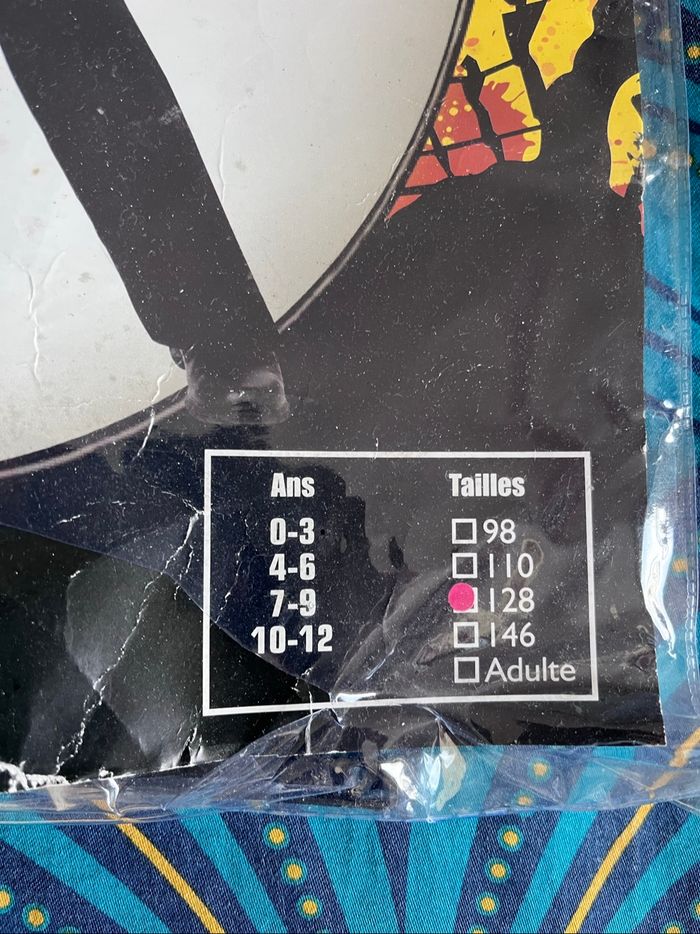 Ans Tailles
0-3 98
4-6 110
7-9 128
10-12 146
Adulte